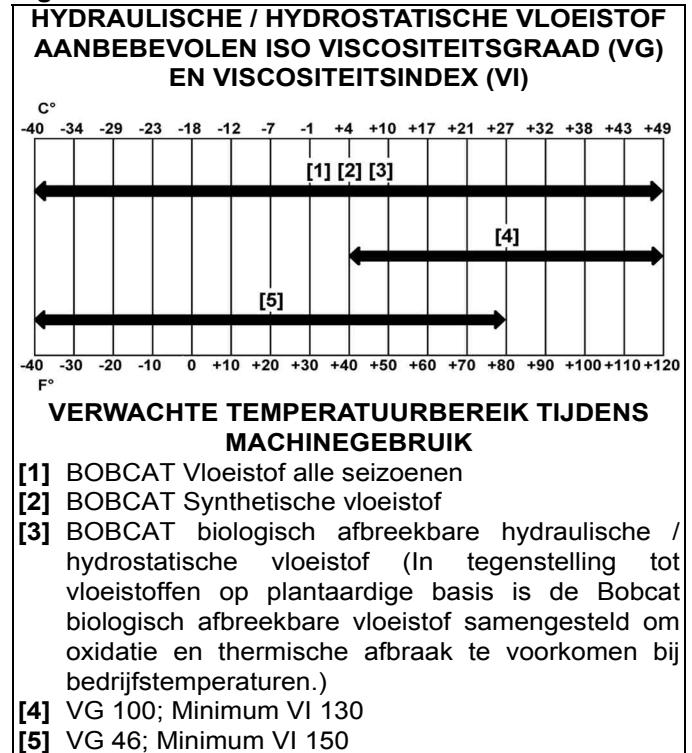 HYDRAULISCHE / HYDROSTATISCHE VLOEISTOF
AANBEBEVOLEN ISO VISCOSITEITSGRAAD (VG)
EN VISCOSITEITSINDEX (VI)
C°
-40 -34 -29 -23 -18 -12 -7 -1 +4 +10 +17 +21 +27 +32 +38 +43 +49
[1] [2] [3]
[4]
[5]
-40 -30 -20 -10 0 +10 +20 +30 +40 +50 +60 +70 +80 +90 +100 +110 +120
F°
VERWACHTE TEMPERATUURBEREIK TIJDENS
MACHINEGEBRUIK
[1] BOBCAT Vloeistof alle seizoenen
[2] BOBCAT Synthetische vloeistof
[3] BOBCAT biologisch afbreekbare hydraulische /
hydrostatische vloeistof (In tegenstelling tot
vloeistoffen op plantaardige basis is de Bobcat
biologisch afbreekbare vloeistof samengesteld om
oxidatie en thermische afbraak te voorkomen bij
bedrijfstemperaturen.)
[4] VG 100; Minimum VI 130
[5] VG 46; Minimum VI 150